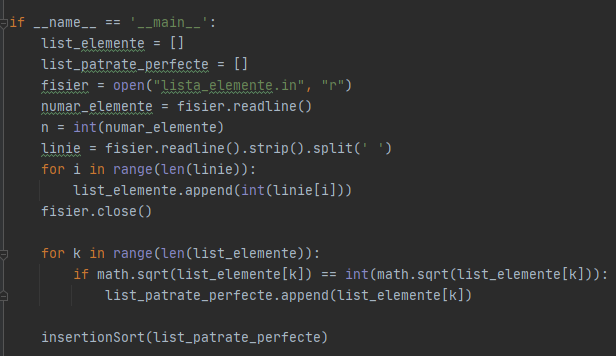 if __name__ == '__main__':
    list_elemente = []
    list_patrate_perfecte = []
    fisier = open("lista_elemente.in", "r")
    numar_elemente = fisier.readline()
    n = int(numar_elemente)
    linie = fisier.readline().strip().split(' ')
    for i in range(len(linie)):
        list_elemente.append(int(linie[i]))
    fisier.close()

    for k in range(len(list_elemente)):
        if math.sqrt(list_elemente[k]) == int(math.sqrt(list_elemente[k])):
            list_patrate_perfecte.append(list_elemente[k])

    insertionSort(list_patrate_perfecte)